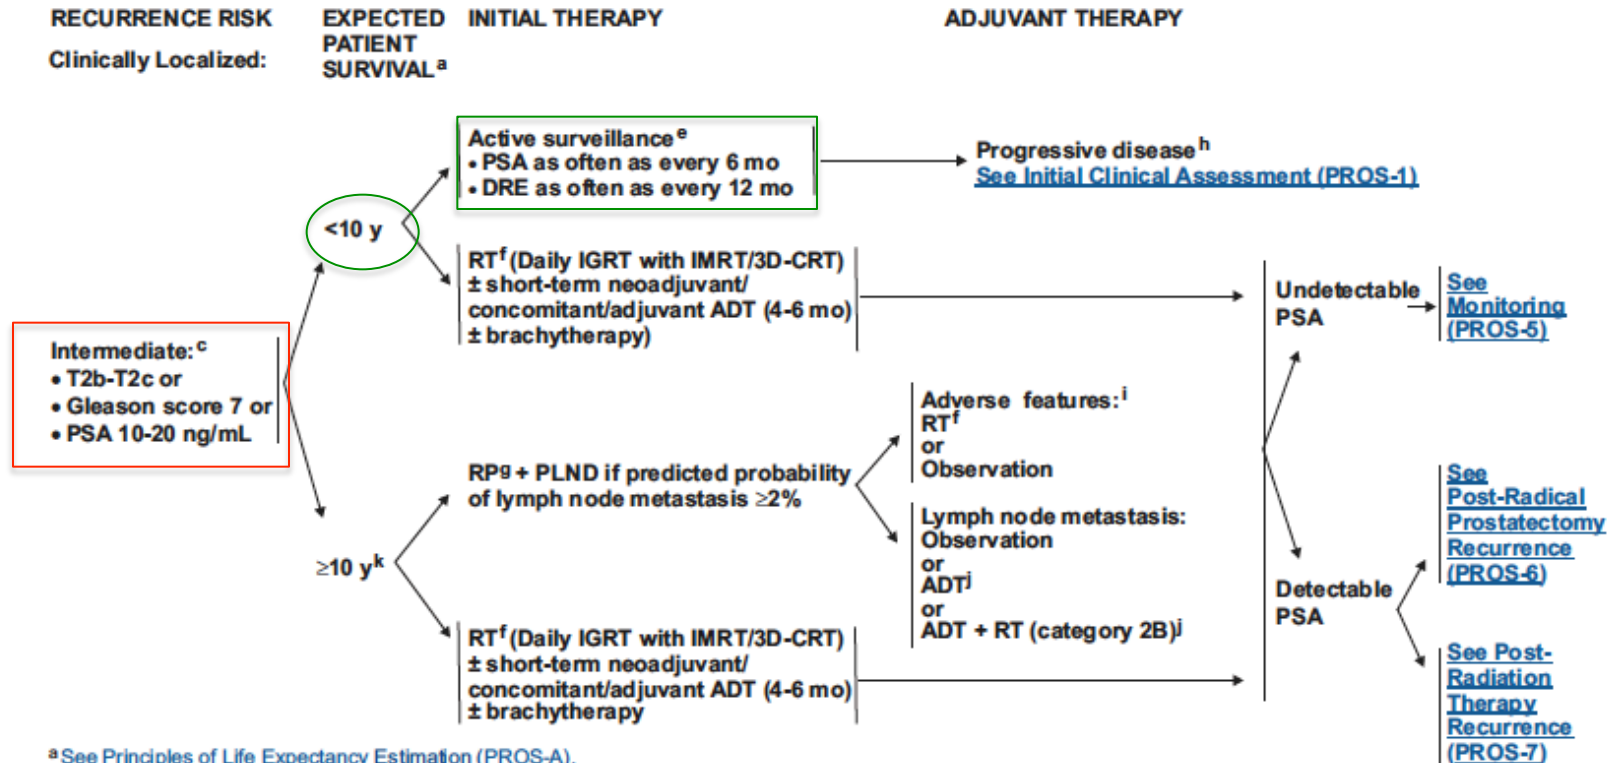 RECURRENCE RISK
Clinically Localized:
EXPECTED
PATIENT
SURVIVALᵃ
INITIAL THERAPY
ADJUVANT THERAPY
Active surveillanceᵉ
• PSA as often as every 6 mo
• DRE as often as every 12 mo
Progressive diseaseʰ
See Initial Clinical Assessment (PROS-1)
<10 y
RTᶠ (Daily IGRT with IMRT/3D-CRT)
± short-term neoadjuvant/
concomitant/adjuvant ADT (4-6 mo)
± brachytherapy)
Undetectable
PSA
See
Monitoring
(PROS-5)
Intermediate:ᶜ
• T2b-T2c or
• Gleason score 7 or
• PSA 10-20 ng/mL
Adverse features:ⁱ
RTᶠ
or
Observation
RPᵍ + PLND if predicted probability
of lymph node metastasis ≥2%
Lymph node metastasis:
Observation
or
ADTʲ
or
ADT + RT (category 2B)ʲ
See
Post-Radical
Prostatectomy
Recurrence
(PROS-6)
≥10 yᵏ
Detectable
PSA
RTᶠ (Daily IGRT with IMRT/3D-CRT)
± short-term neoadjuvant/
concomitant/adjuvant ADT (4-6 mo)
± brachytherapy
See Post-
Radiation
Therapy
Recurrence
(PROS-7)
ᵃSee Principles of Life Expectancy Estimation (PROS-A).